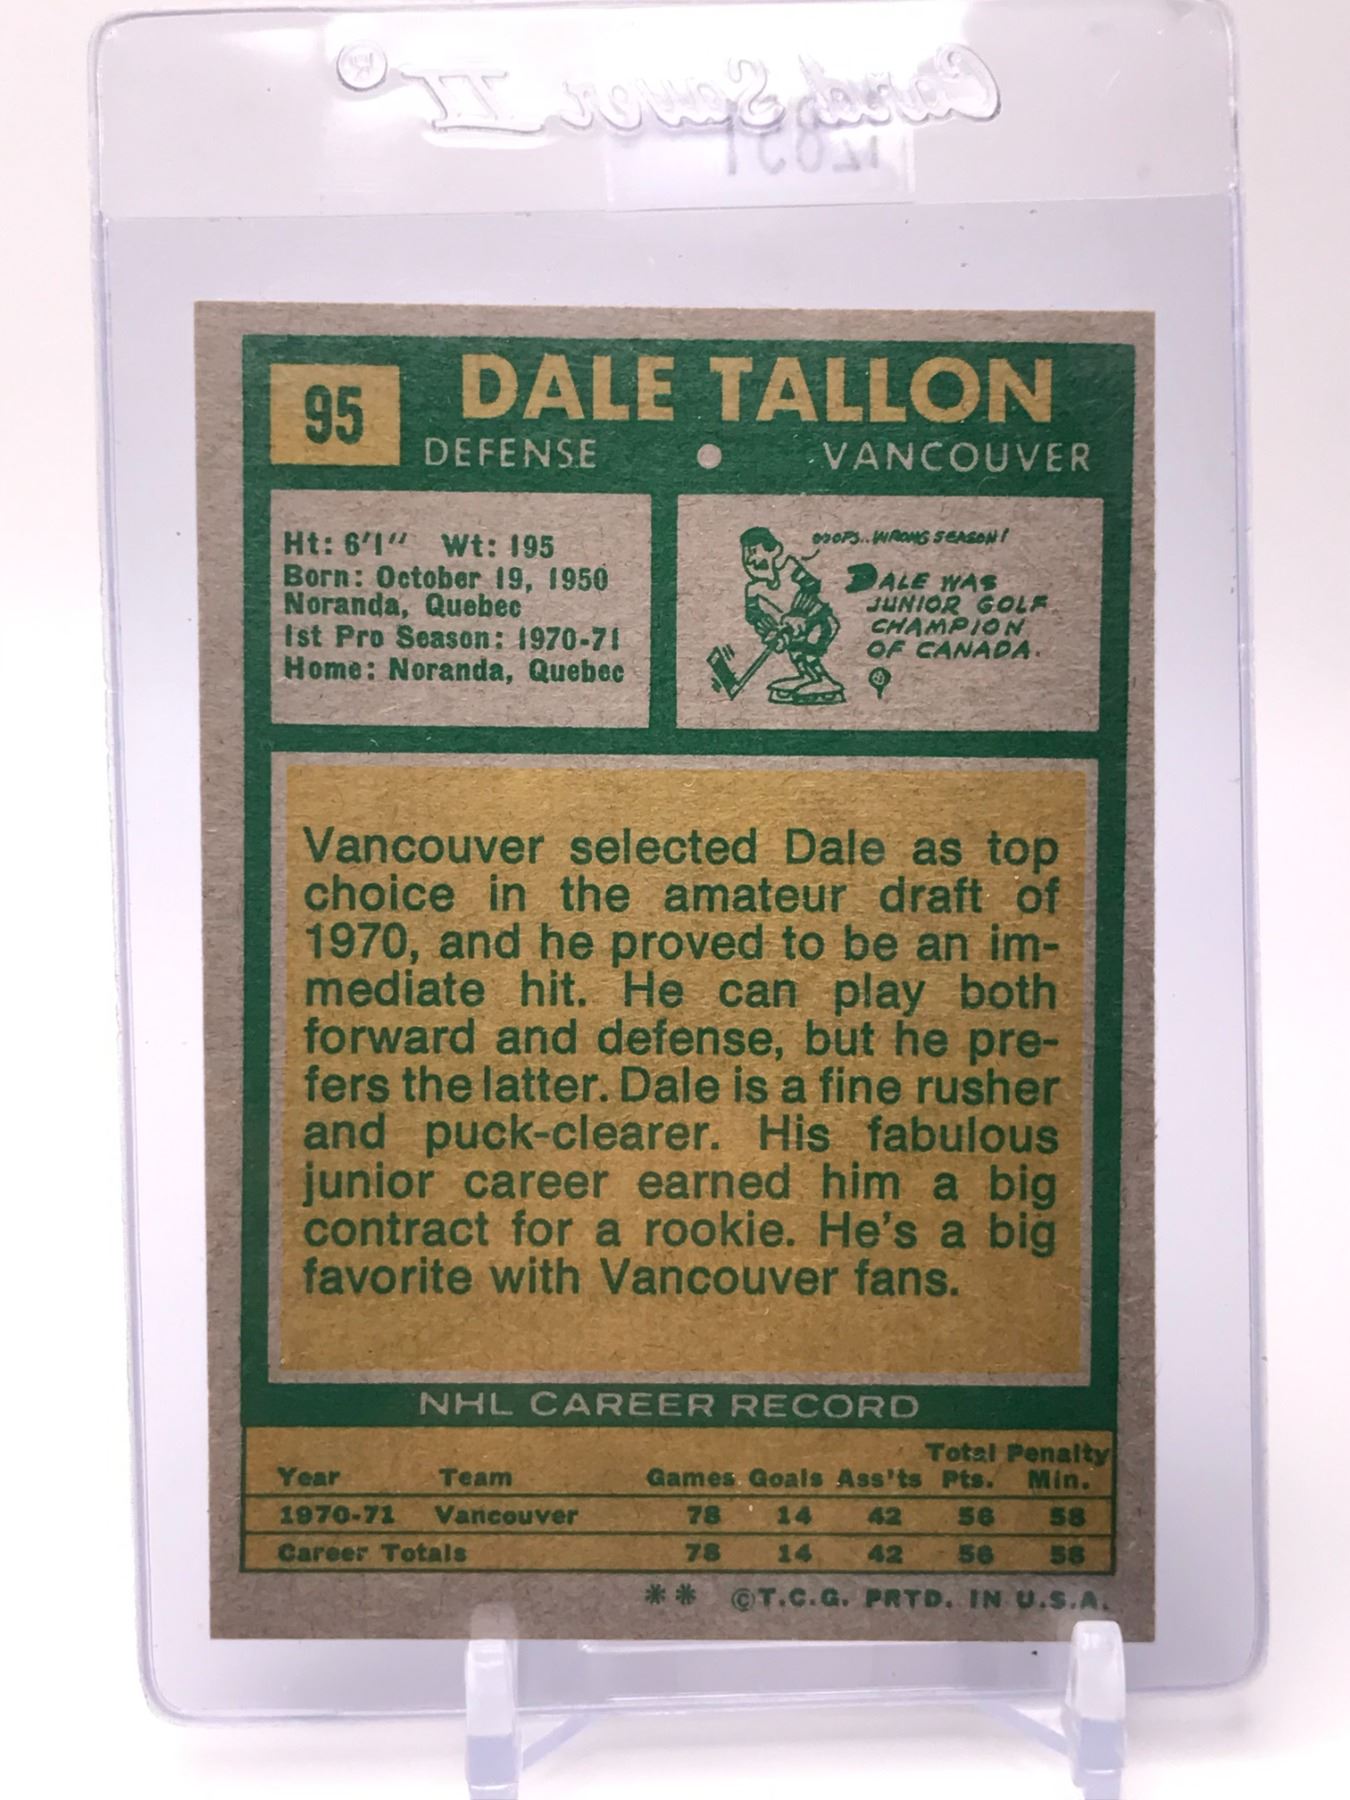 Card Saver II ®
12851
95
DALE TALLON
DEFENSE • VANCOUVER
Ht: 6'1" Wt: 195
Born: October 19, 1950
Noranda, Quebec
1st Pro Season: 1970-71
Home: Noranda, Quebec
OOOPS..WRONG SEASON!
DALE WAS
JUNIOR GOLF
CHAMPION
OF CANADA.
Vancouver selected Dale as top
choice in the amateur draft of
1970, and he proved to be an im-
mediate hit. He can play both
forward and defense, but he pre-
fers the latter. Dale is a fine rusher
and puck-clearer. His fabulous
junior career earned him a big
contract for a rookie. He's a big
favorite with Vancouver fans.
NHL CAREER RECORD
Total Penalty
Year Team Games Goals Ass'ts Pts. Min.
1970-71 Vancouver 78 14 42 56 58
Career Totals 78 14 42 56 58
** ©T.C.G. PRTD. IN U.S.A.